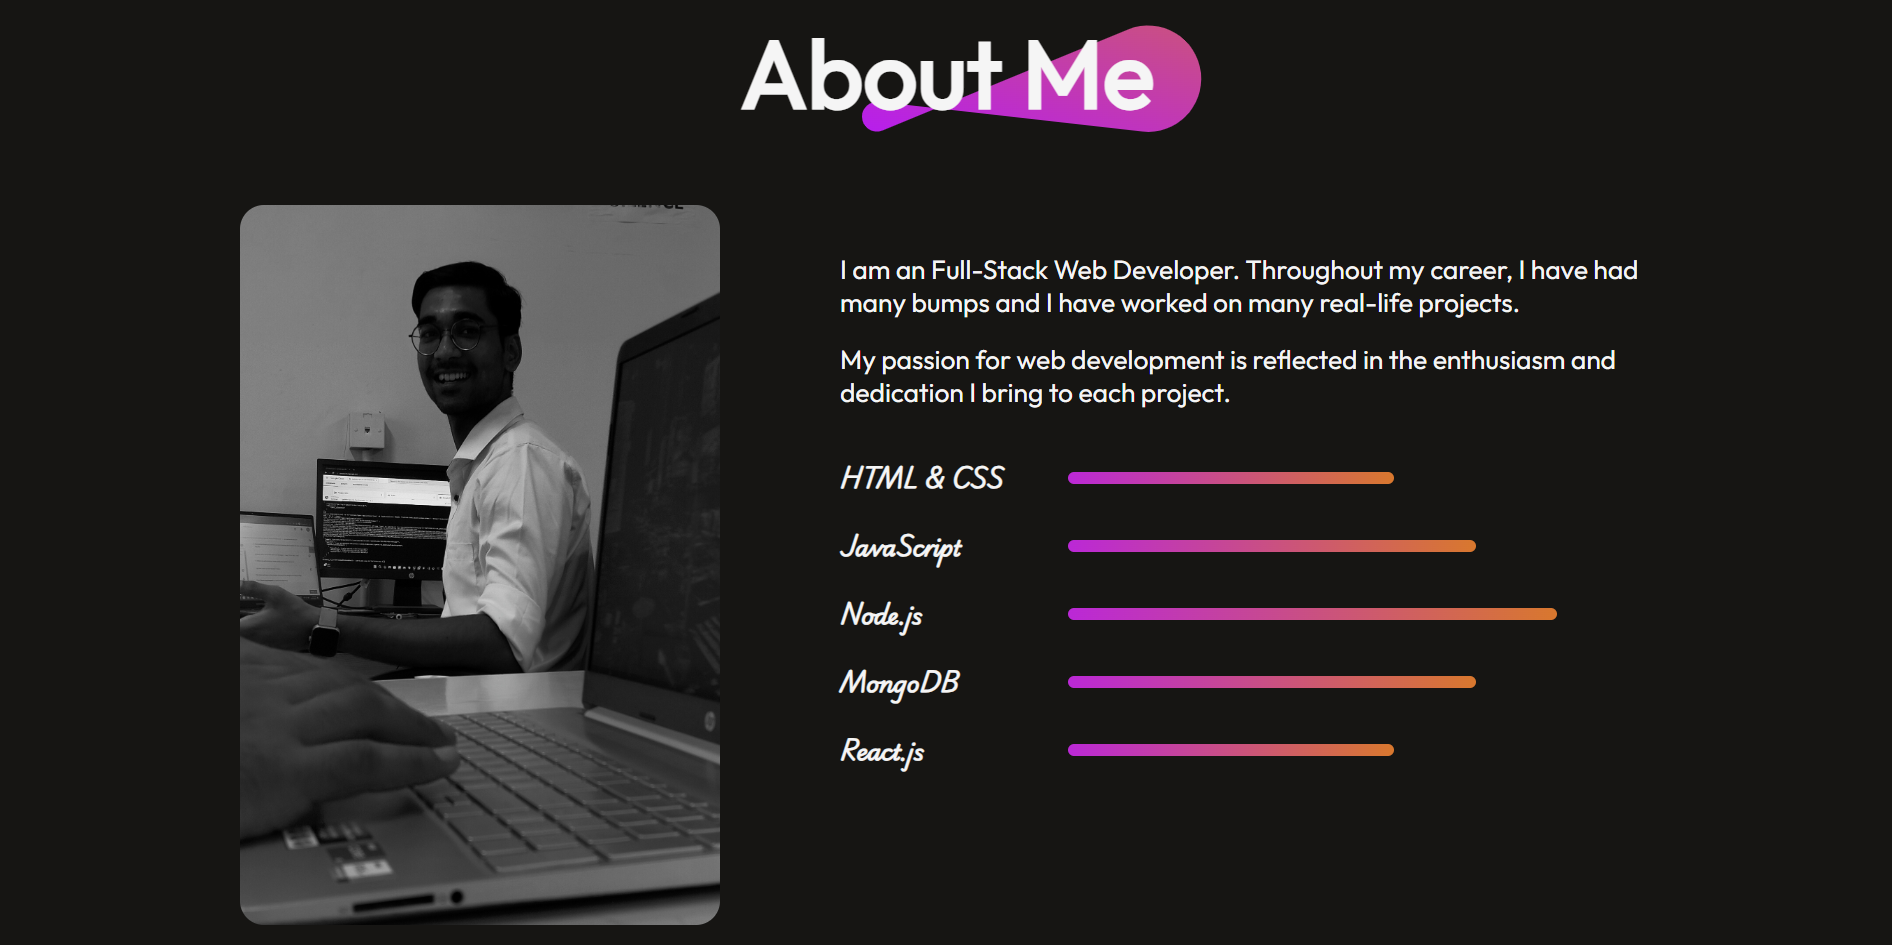 About Me
I am an Full-Stack Web Developer. Throughout my career, I have had
many bumps and I have worked on many real-life projects.
My passion for web development is reflected in the enthusiasm and
dedication I bring to each project.
HTML & CSS
JavaScript
Node.js
MongoDB
React.js